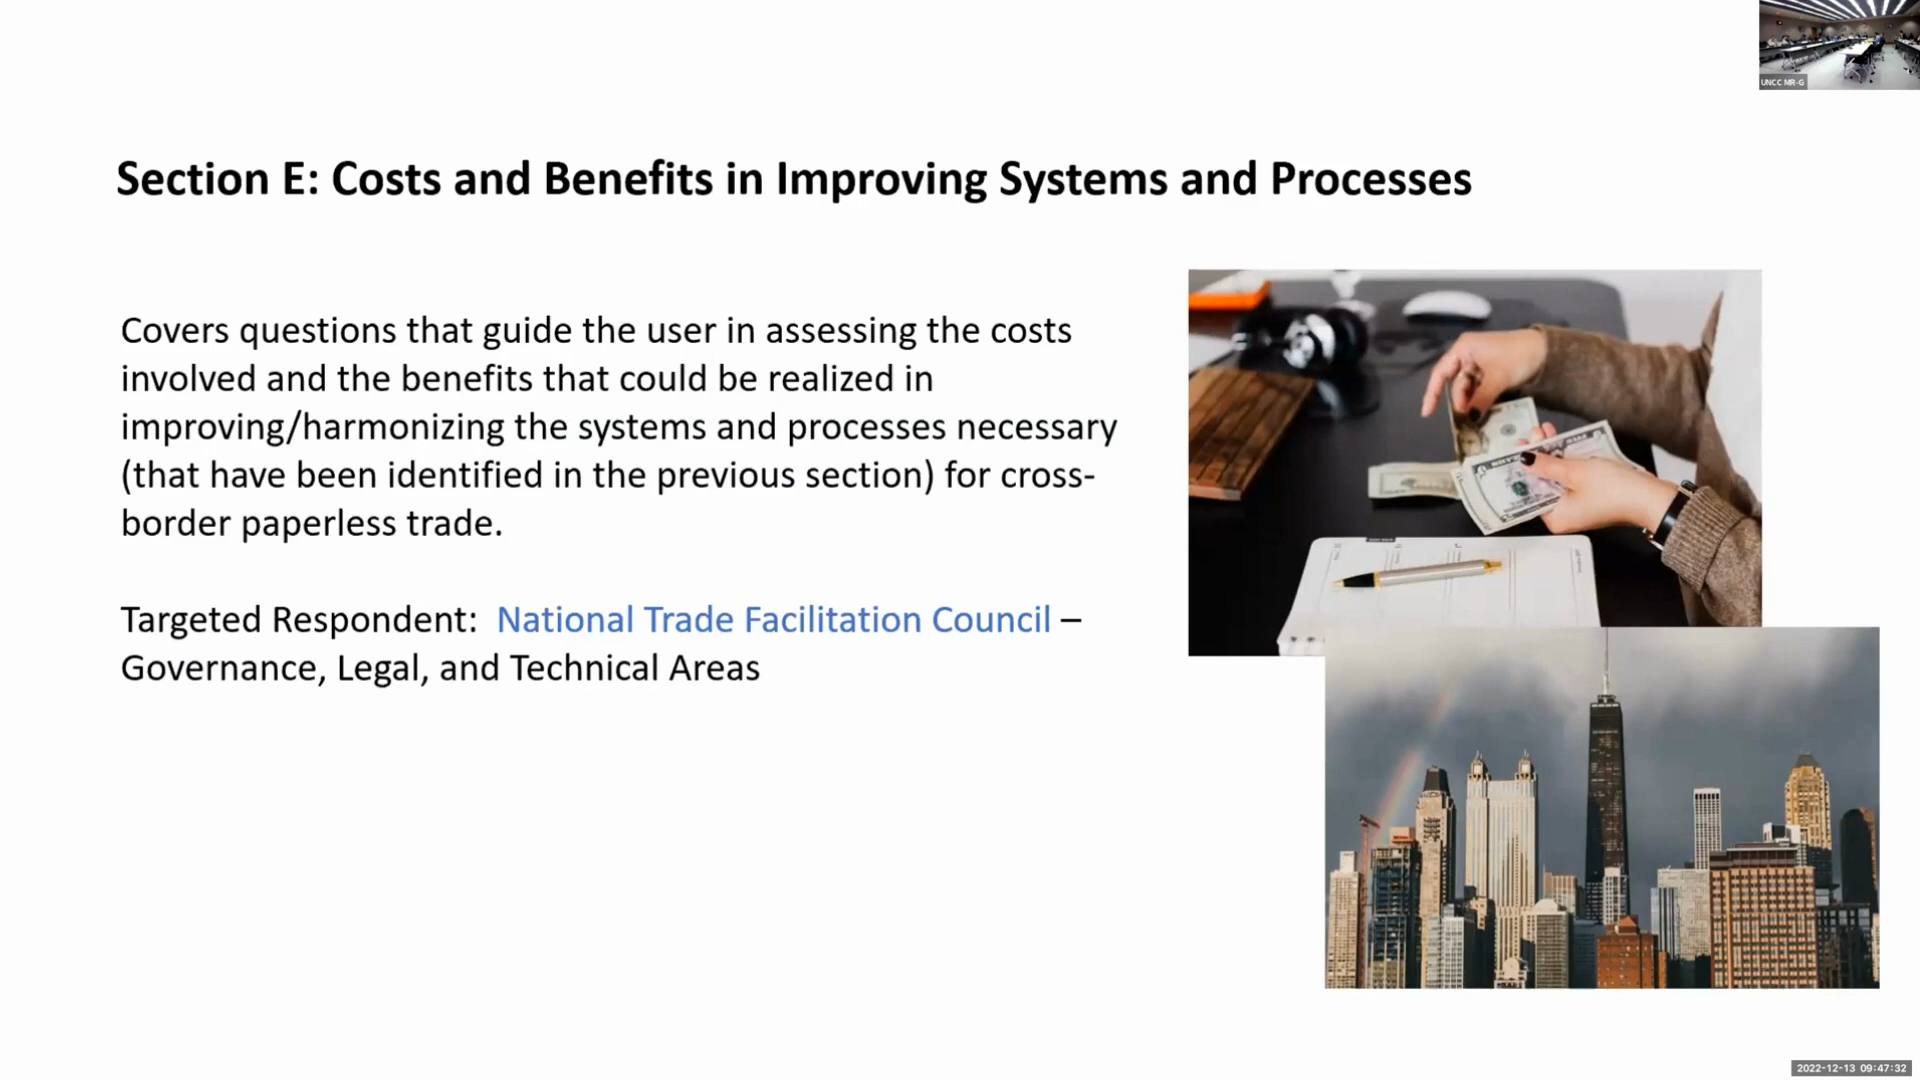 UNCC MR-G
Section E: Costs and Benefits in Improving Systems and Processes
Covers questions that guide the user in assessing the costs
involved and the benefits that could be realized in
improving/harmonizing the systems and processes necessary
(that have been identified in the previous section) for cross-
border paperless trade.
Targeted Respondent: National Trade Facilitation Council –
Governance, Legal, and Technical Areas
2022-12-13 09:47:32